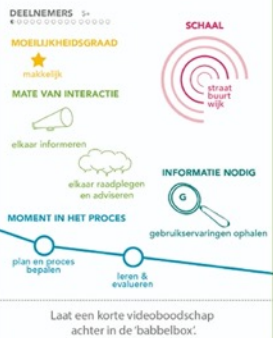 DEELNEMERS 5+
MOEILIJKHEIDSGRAAD
makkelijk
SCHAAL
straat
buurt
wijk
MATE VAN INTERACTIE
elkaar informeren
elkaar raadplegen
en adviseren
INFORMATIE NODIG
G
gebruikservaringen ophalen
MOMENT IN HET PROCES
plan en proces
bepalen
leren &
evalueren
Laat een korte videoboodschap
achter in de 'babbelbox'.